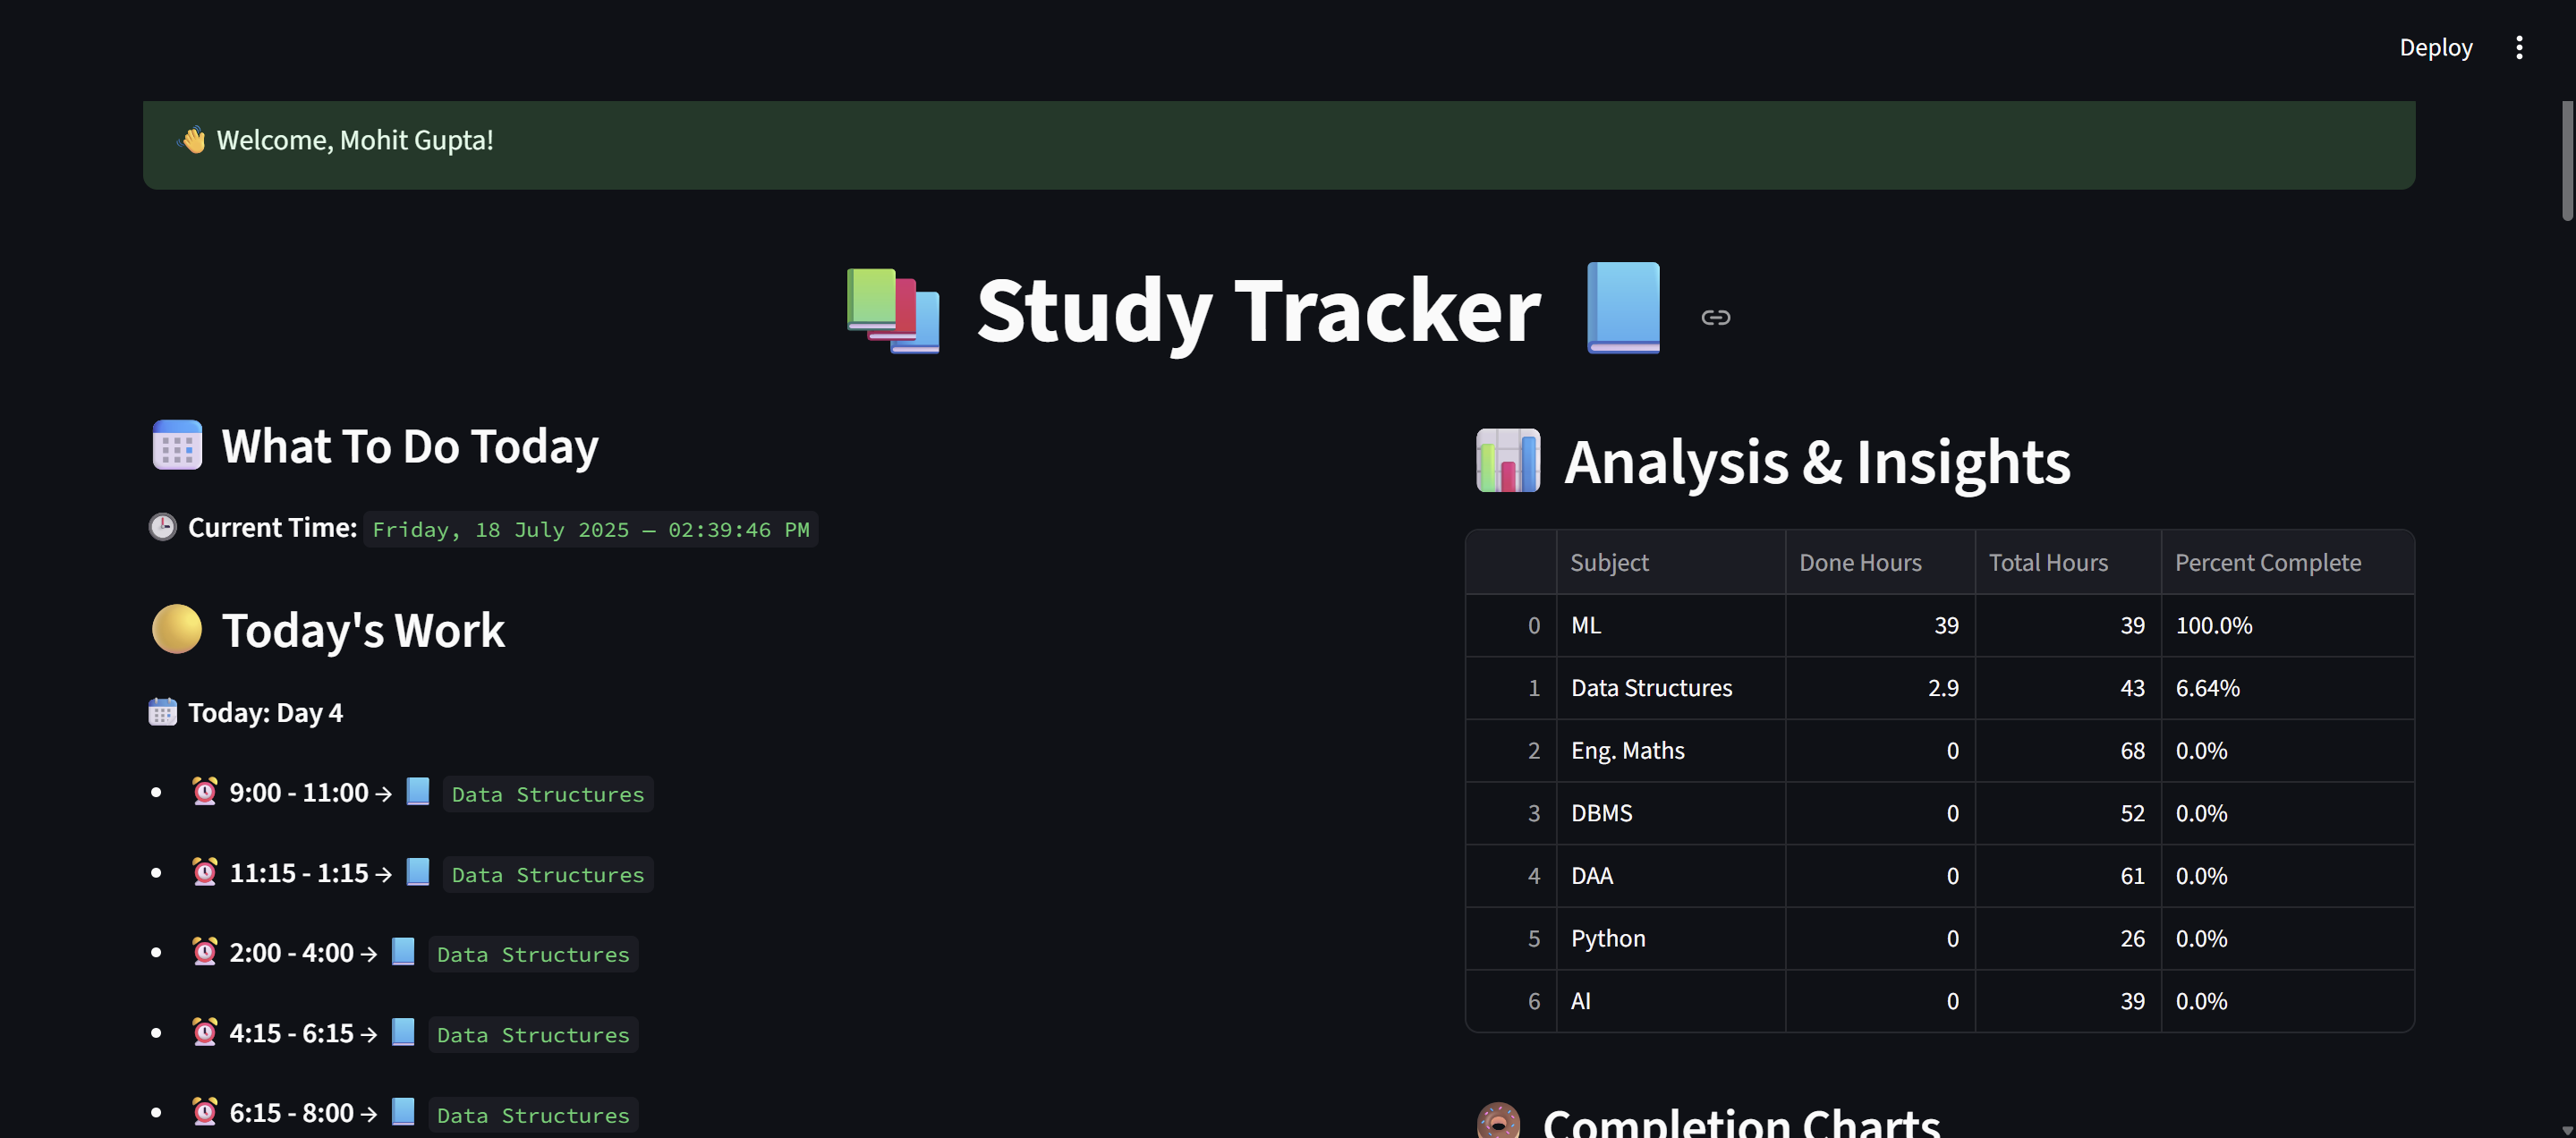 Deploy
👋 Welcome, Mohit Gupta!
📚 Study Tracker 📘
📅 What To Do Today
🕒 Current Time: Friday, 18 July 2025 — 02:39:46 PM
🟡 Today's Work
🗓️ Today: Day 4
• ⏰ 9:00 - 11:00 → 📘 Data Structures
• ⏰ 11:15 - 1:15 → 📘 Data Structures
• ⏰ 2:00 - 4:00 → 📘 Data Structures
• ⏰ 4:15 - 6:15 → 📘 Data Structures
• ⏰ 6:15 - 8:00 → 📘 Data Structures
📊 Analysis & Insights
Subject Done Hours Total Hours Percent Complete
0 ML 39 39 100.0%
1 Data Structures 2.9 43 6.64%
2 Eng. Maths 0 68 0.0%
3 DBMS 0 52 0.0%
4 DAA 0 61 0.0%
5 Python 0 26 0.0%
6 AI 0 39 0.0%
🍩 Completion Charts